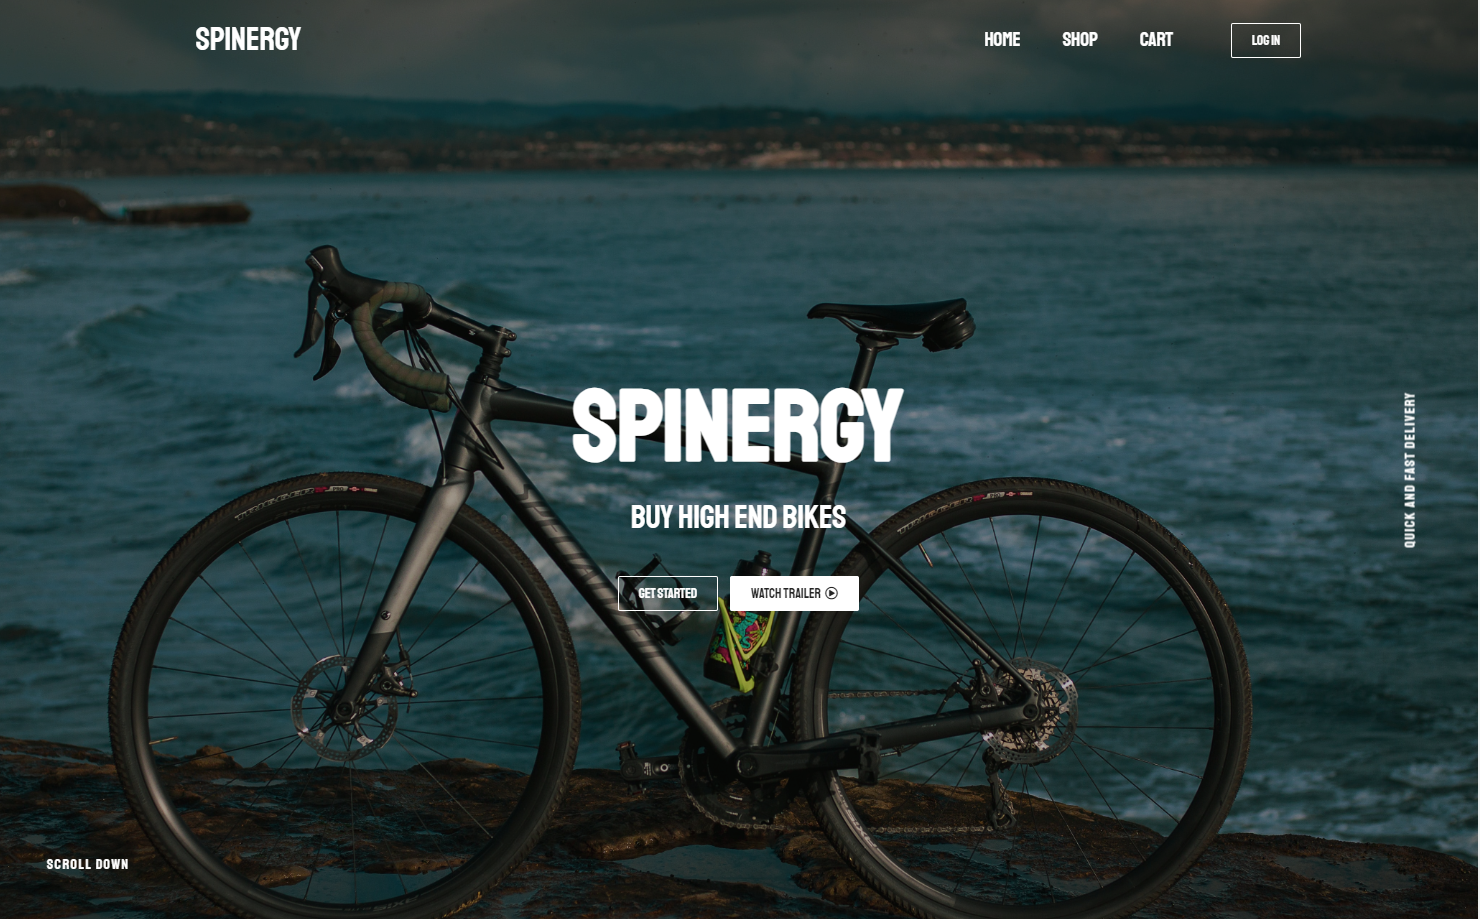 SPINERGY
HOME
SHOP
CART
LOG IN
SPINERGY
BUY HIGH END BIKES
GET STARTED
WATCH TRAILER
QUICK AND FAST DELIVERY
SCROLL DOWN